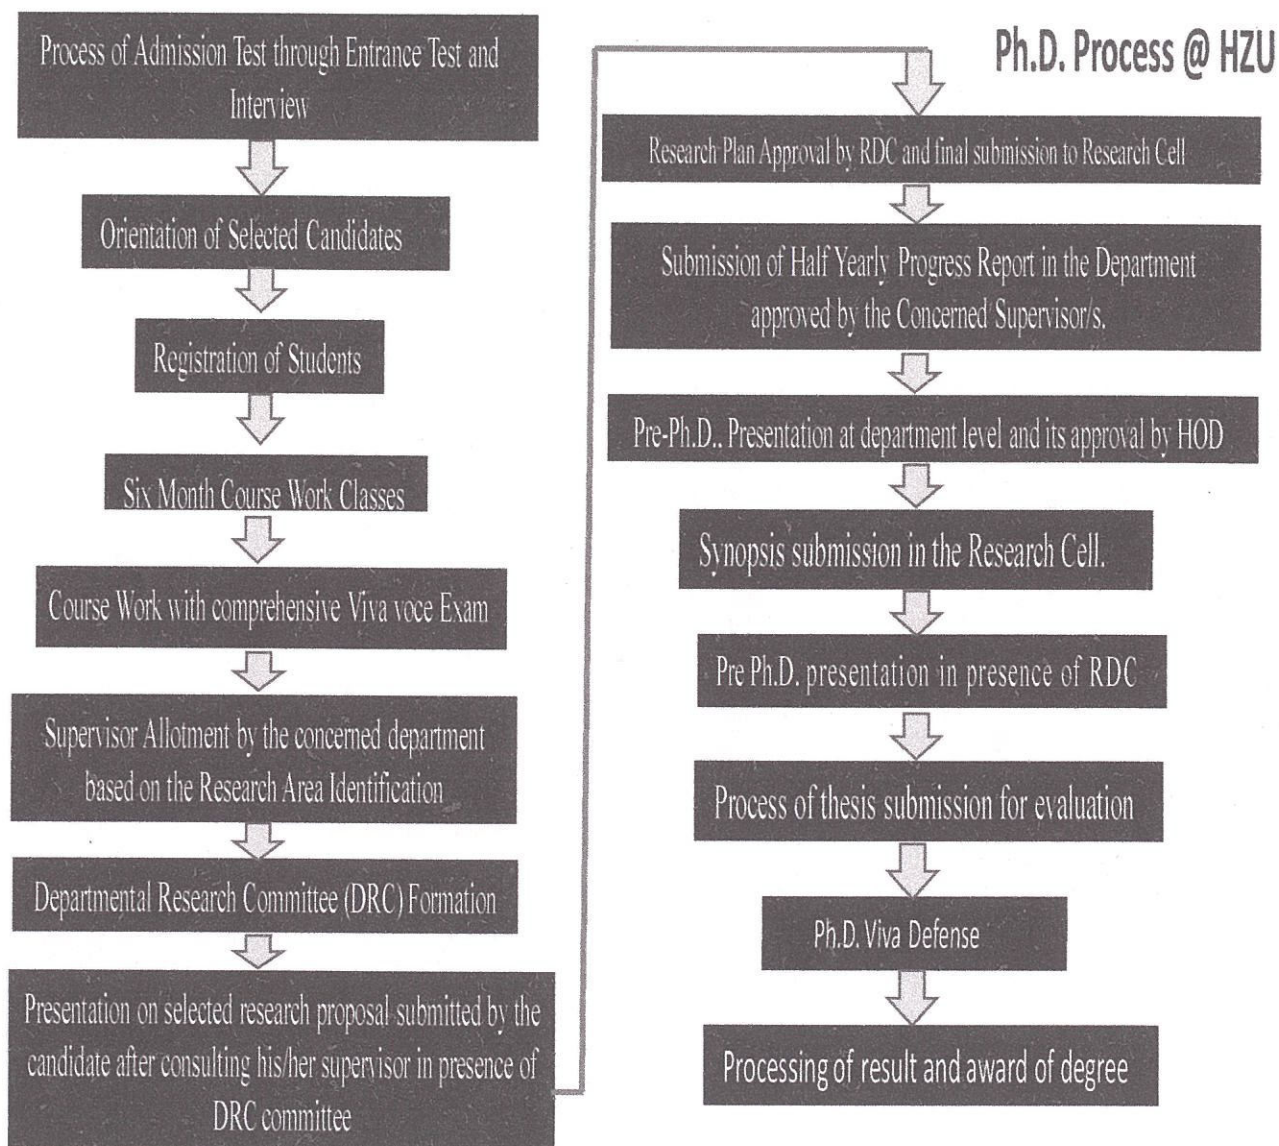 Ph.D. Process @ HZU
Process of Admission Test through Entrance Test and
Interview
Orientation of Selected Candidates
Registration of Students
Six Month Course Work Classes
Course Work with comprehensive Viva voce Exam
Supervisor Allotment by the concerned department
based on the Research Area Identification
Departmental Research Committee (DRC) Formation
Presentation on selected research proposal submitted by the
candidate after consulting his/her supervisor in presence of
DRC committee
Research Plan Approval by RDC and final submission to Research Cell
Submission of Half Yearly Progress Report in the Department
approved by the Concerned Supervisor/s.
Pre-Ph.D.. Presentation at department level and its approval by HOD
Synopsis submission in the Research Cell.
Pre Ph.D. presentation in presence of RDC
Process of thesis submission for evaluation
Ph.D. Viva Defense
Processing of result and award of degree